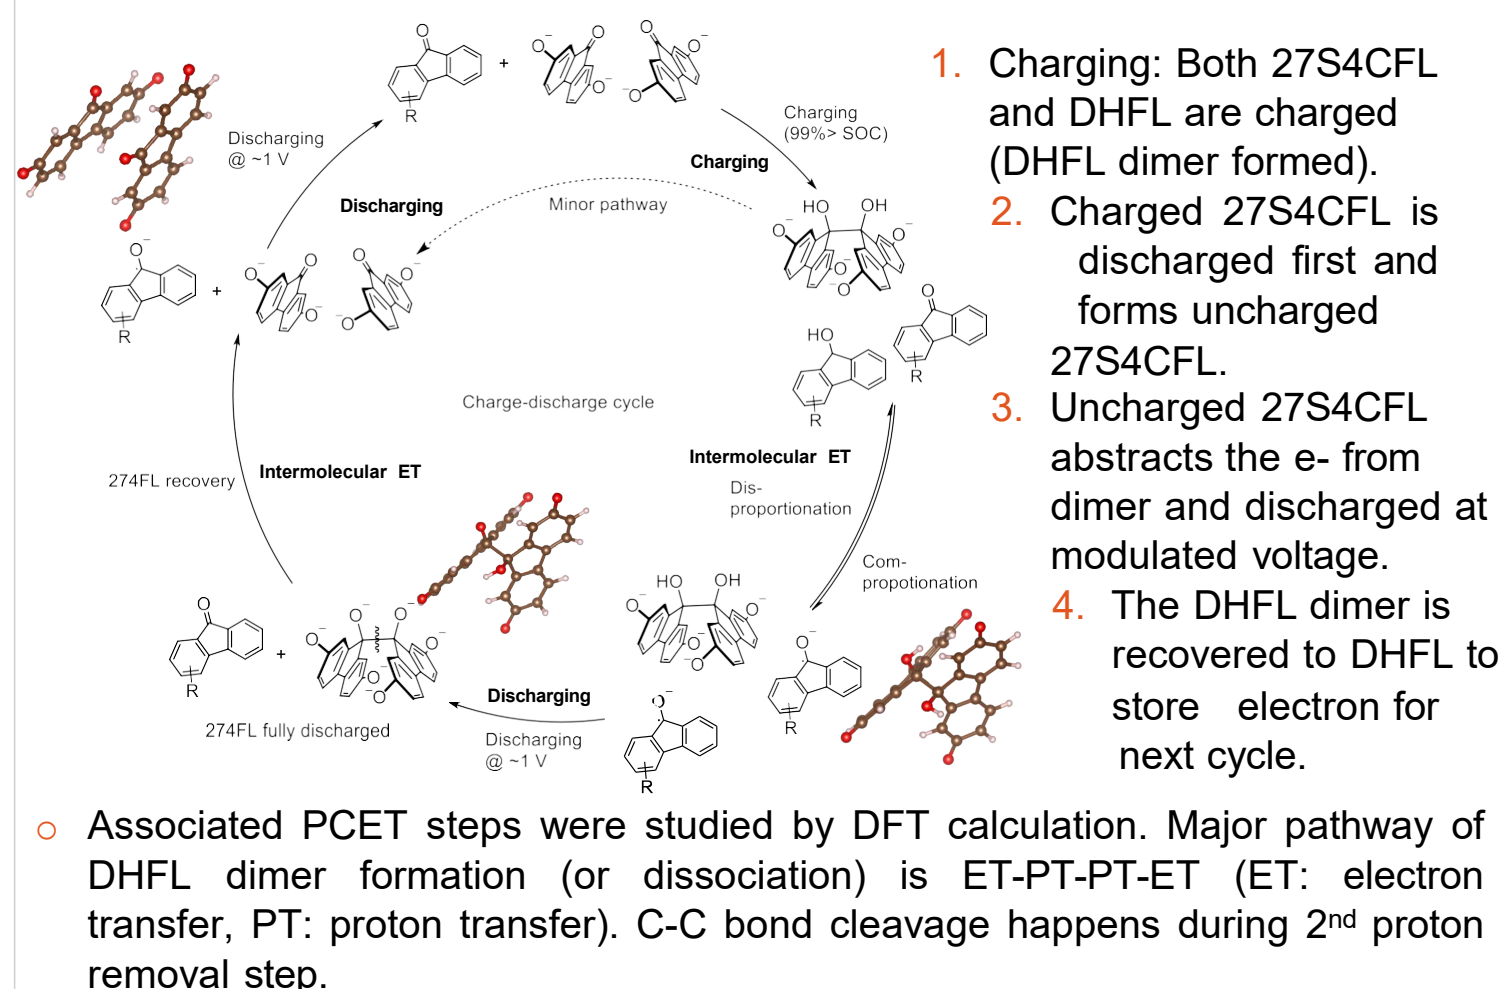 1. Charging: Both 27S4CFL
and DHFL are charged
(DHFL dimer formed).
2. Charged 27S4CFL is
discharged first and
forms uncharged
27S4CFL.
3. Uncharged 27S4CFL
abstracts the e- from
dimer and discharged at
modulated voltage.
4. The DHFL dimer is
recovered to DHFL to
store electron for
next cycle.
O
R
+
O⁻
O
O⁻
O
O⁻
⁻O
Charging
(99%> SOC)
Charging
Discharging
@ ~1 V
Discharging
Minor pathway
HO
OH
O⁻
O⁻
O⁻
⁻O
O
R
HO
R
O⁻
R
+
O⁻
O
O⁻
O
O⁻
⁻O
Charge-discharge cycle
274FL recovery
Intermolecular ET
Intermolecular ET
Dis-
proportionation
Com-
propotionation
HO
OH
O⁻
O⁻
O⁻
⁻O
O⁻
R
O
R
+
O⁻
O⁻
O⁻
O⁻
O⁻
⁻O
274FL fully discharged
Discharging
Discharging
@ ~1 V
O⁻
R
○ Associated PCET steps were studied by DFT calculation. Major pathway of
DHFL dimer formation (or dissociation) is ET-PT-PT-ET (ET: electron
transfer, PT: proton transfer). C-C bond cleavage happens during 2nd proton
removal step.